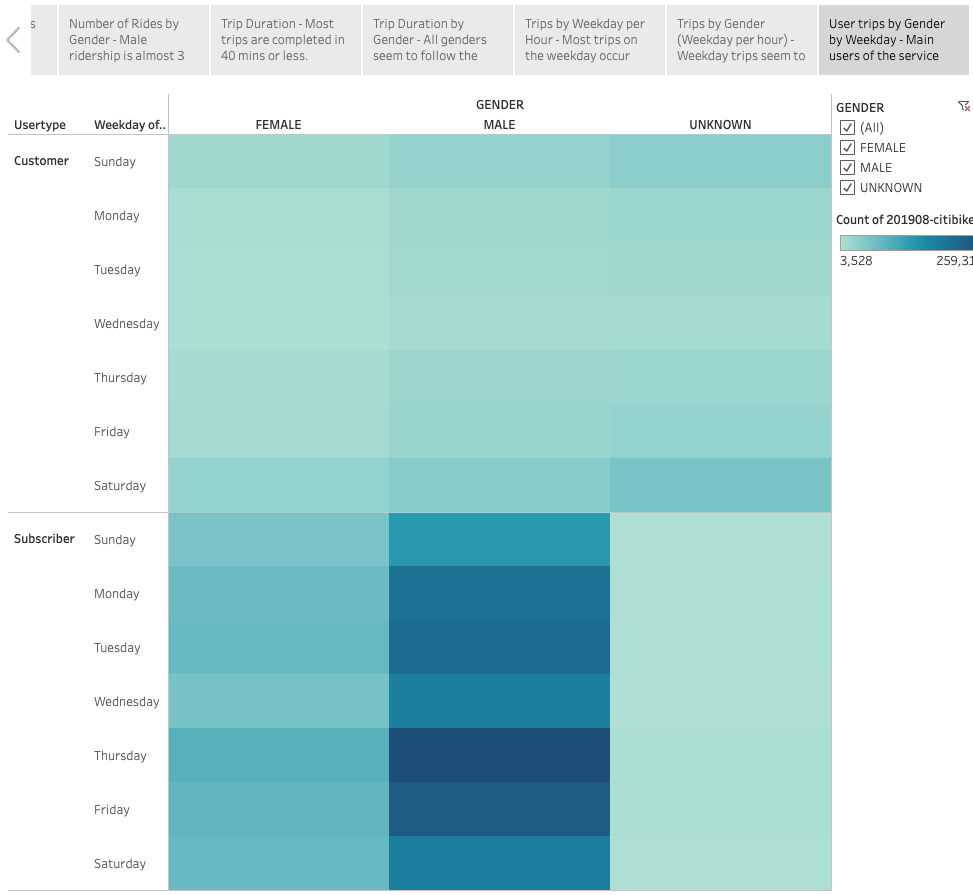 s
Number of Rides by
Gender - Male
ridership is almost 3
Trip Duration - Most
trips are completed in
40 mins or less.
Trip Duration by
Gender - All genders
seem to follow the
Trips by Weekday per
Hour - Most trips on
the weekday occur
Trips by Gender
(Weekday per hour) -
Weekday trips seem to
User trips by Gender
by Weekday - Main
users of the service
GENDER
Usertype Weekday of.. FEMALE MALE UNKNOWN
Customer Sunday
Monday
Tuesday
Wednesday
Thursday
Friday
Saturday
Subscriber Sunday
Monday
Tuesday
Wednesday
Thursday
Friday
Saturday
GENDER
(All)
FEMALE
MALE
UNKNOWN
Count of 201908-citibike
3,528 259,31